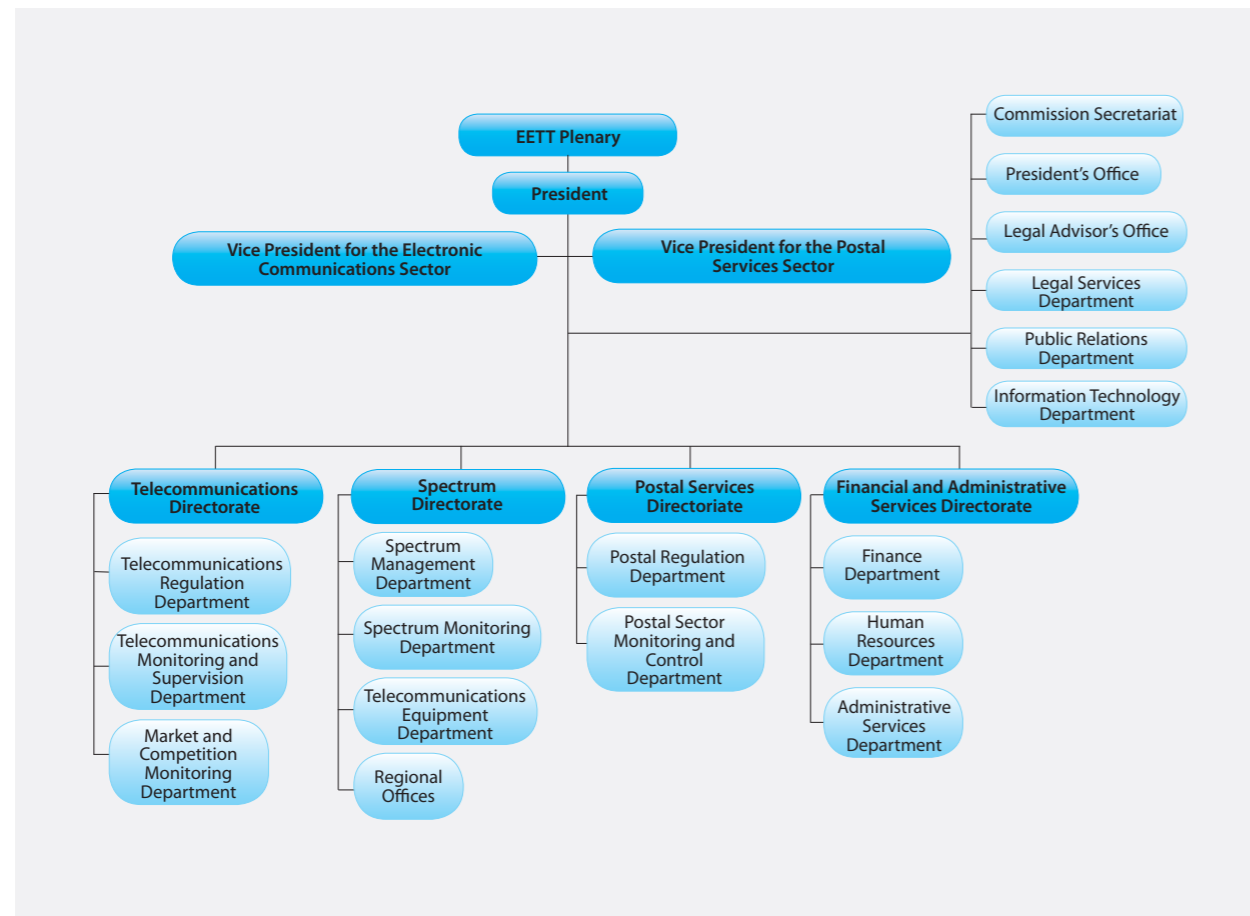 EETT Plenary
President
Vice President for the Electronic
Communications Sector
Vice President for the Postal
Services Sector
Commission Secretariat
President's Office
Legal Advisor's Office
Legal Services
Department
Public Relations
Department
Information Technology
Department
Telecommunications
Directorate
Telecommunications
Regulation
Department
Telecommunications
Monitoring and
Supervision
Department
Market and
Competition
Monitoring
Department
Spectrum
Directorate
Spectrum
Management
Department
Spectrum Monitoring
Department
Telecommunications
Equipment
Department
Regional
Offices
Postal Services
Directoriate
Postal Regulation
Department
Postal Sector
Monitoring and
Control
Department
Financial and Administrative
Services Directorate
Finance
Department
Human
Resources
Department
Administrative
Services
Department